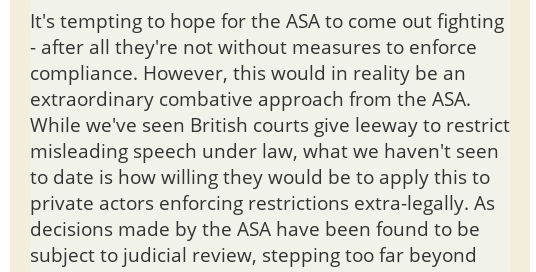 It's tempting to hope for the ASA to come out fighting
- after all they're not without measures to enforce
compliance. However, this would in reality be an
extraordinary combative approach from the ASA.
While we've seen British courts give leeway to restrict
misleading speech under law, what we haven't seen
to date is how willing they would be to apply this to
private actors enforcing restrictions extra-legally. As
decisions made by the ASA have been found to be
subject to judicial review, stepping too far beyond